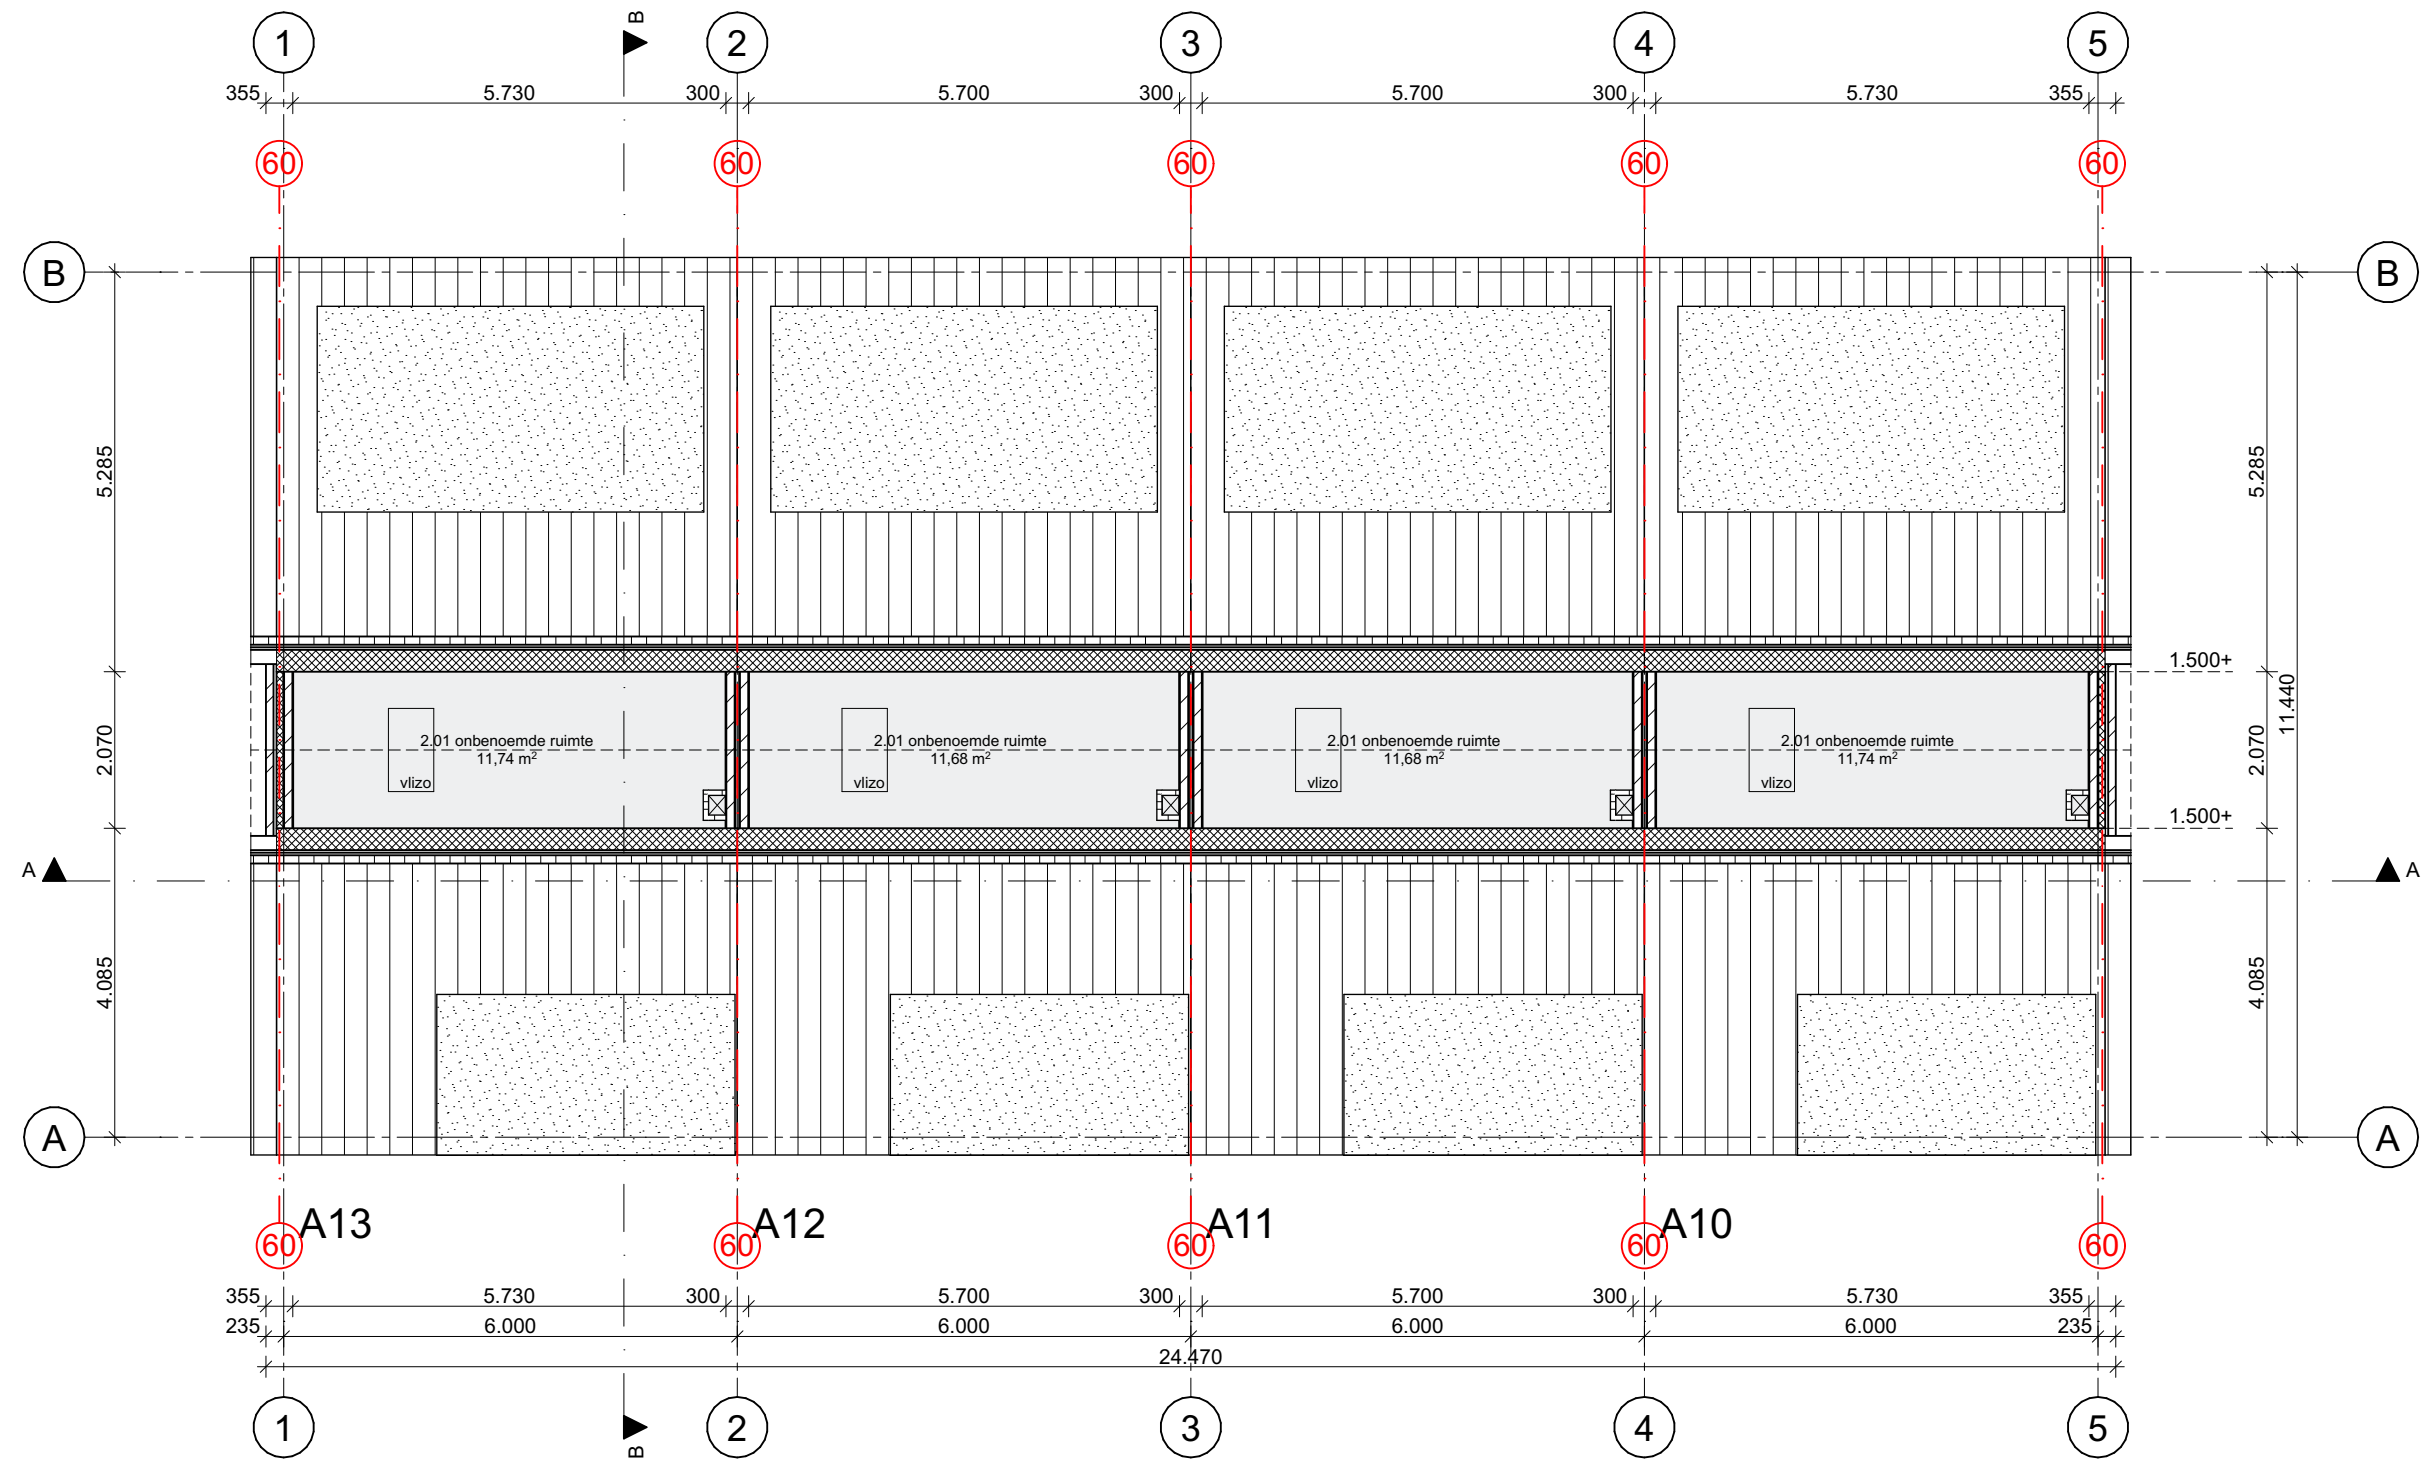 B
1 2 3 4 5
355 5.730 300 5.700 300 5.700 300 5.730 355
60 60 60 60 60
B B
5.285 5.285
1.500+
11.440
2.070 2.070
2.01 onbenoemde ruimte
11,74 m²
vlizo
2.01 onbenoemde ruimte
11,68 m²
vlizo
2.01 onbenoemde ruimte
11,68 m²
vlizo
2.01 onbenoemde ruimte
11,74 m²
vlizo
1.500+
A A
4.085 4.085
A A
A13 A12 A11 A10
60 60 60 60 60
355 5.730 300 5.700 300 5.700 300 5.730 355
235 6.000 6.000 6.000 6.000 235
24.470
1 2 3 4 5
B